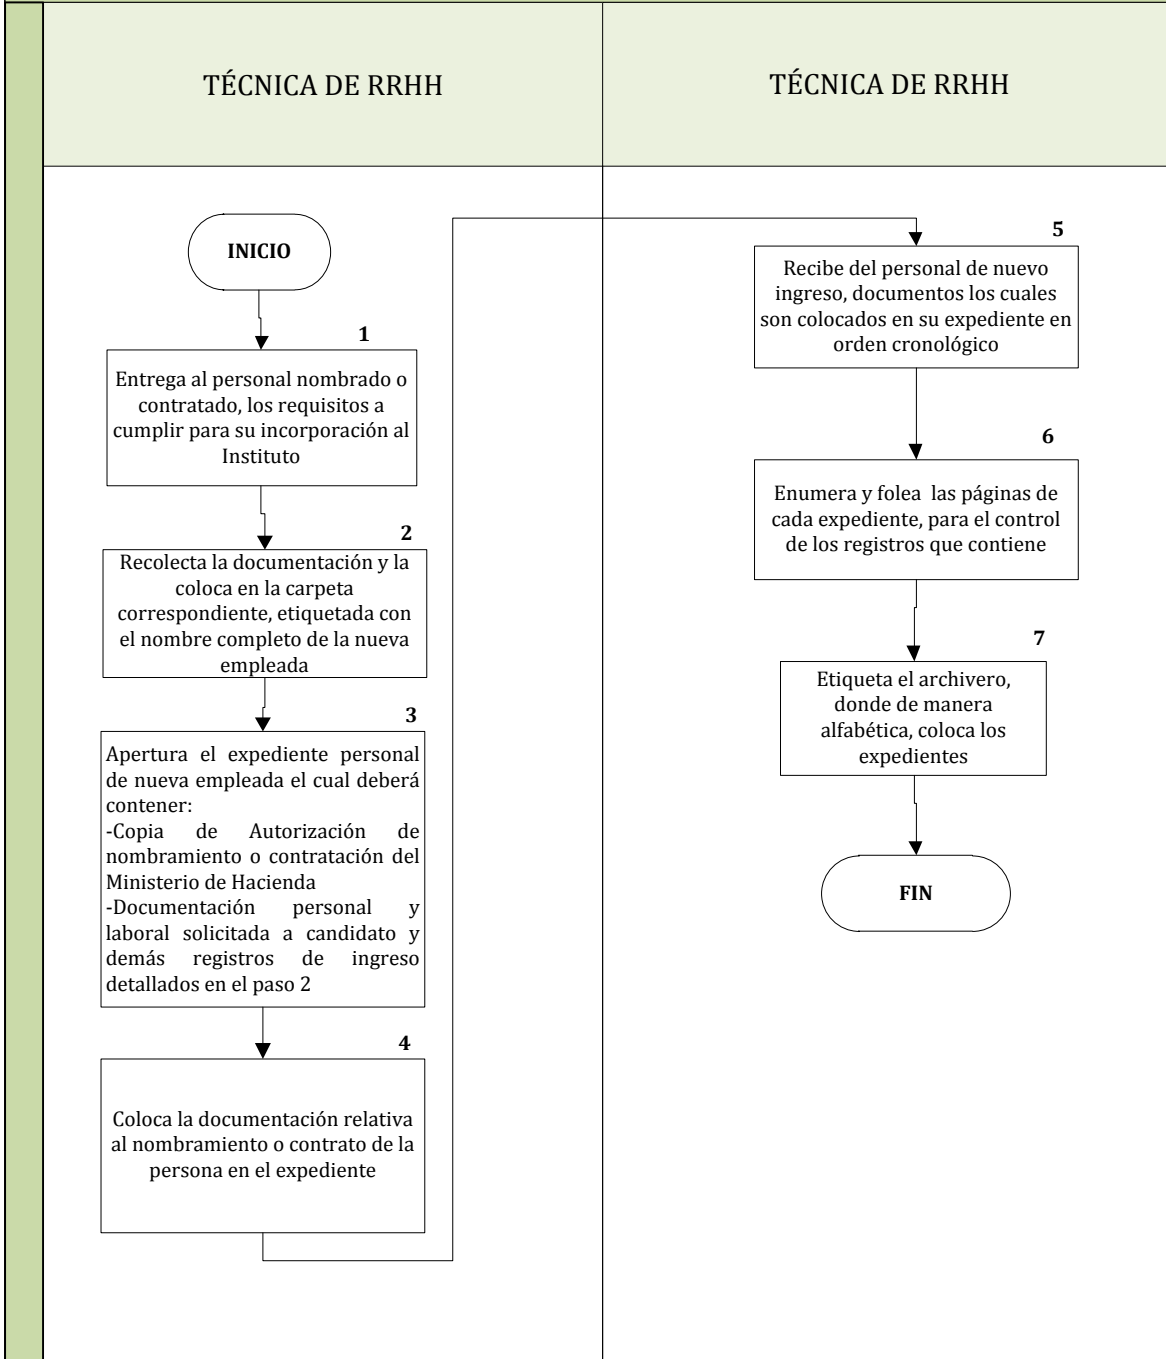 TÉCNICA DE RRHH
TÉCNICA DE RRHH
INICIO
1
Entrega al personal nombrado o
contratado, los requisitos a
cumplir para su incorporación al
Instituto
2
Recolecta la documentación y la
coloca en la carpeta
correspondiente, etiquetada con
el nombre completo de la nueva
empleada
3
Apertura el expediente personal
de nueva empleada el cual deberá
contener:
-Copia de Autorización de
nombramiento o contratación del
Ministerio de Hacienda
-Documentación personal y
laboral solicitada a candidato y
demás registros de ingreso
detallados en el paso 2
4
Coloca la documentación relativa
al nombramiento o contrato de la
persona en el expediente
5
Recibe del personal de nuevo
ingreso, documentos los cuales
son colocados en su expediente en
orden cronológico
6
Enumera y folea  las páginas de
cada expediente, para el control
de los registros que contiene
7
Etiqueta el archivero,
donde de manera
alfabética, coloca los
expedientes
FIN